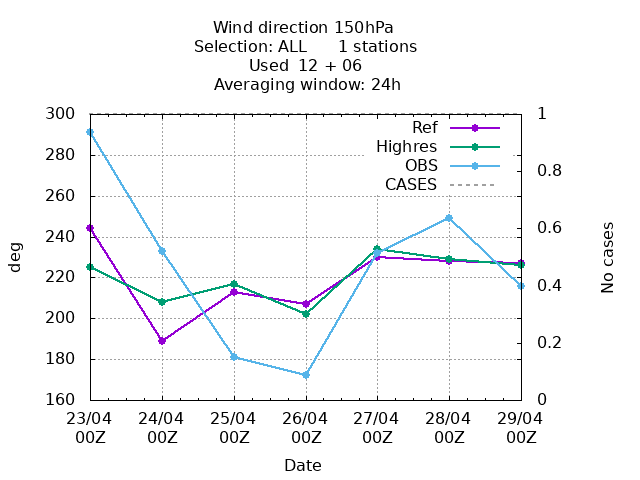 Wind direction 150hPa
Selection: ALL 1 stations
Used 12 + 06
Averaging window: 24h
300
280
260
240
220
200
180
160
deg
1
0.8
0.6
0.4
0.2
0
No cases
Ref
Highres
OBS
CASES
23/04 24/04 25/04 26/04 27/04 28/04 29/04
00Z 00Z 00Z 00Z 00Z 00Z 00Z
Date